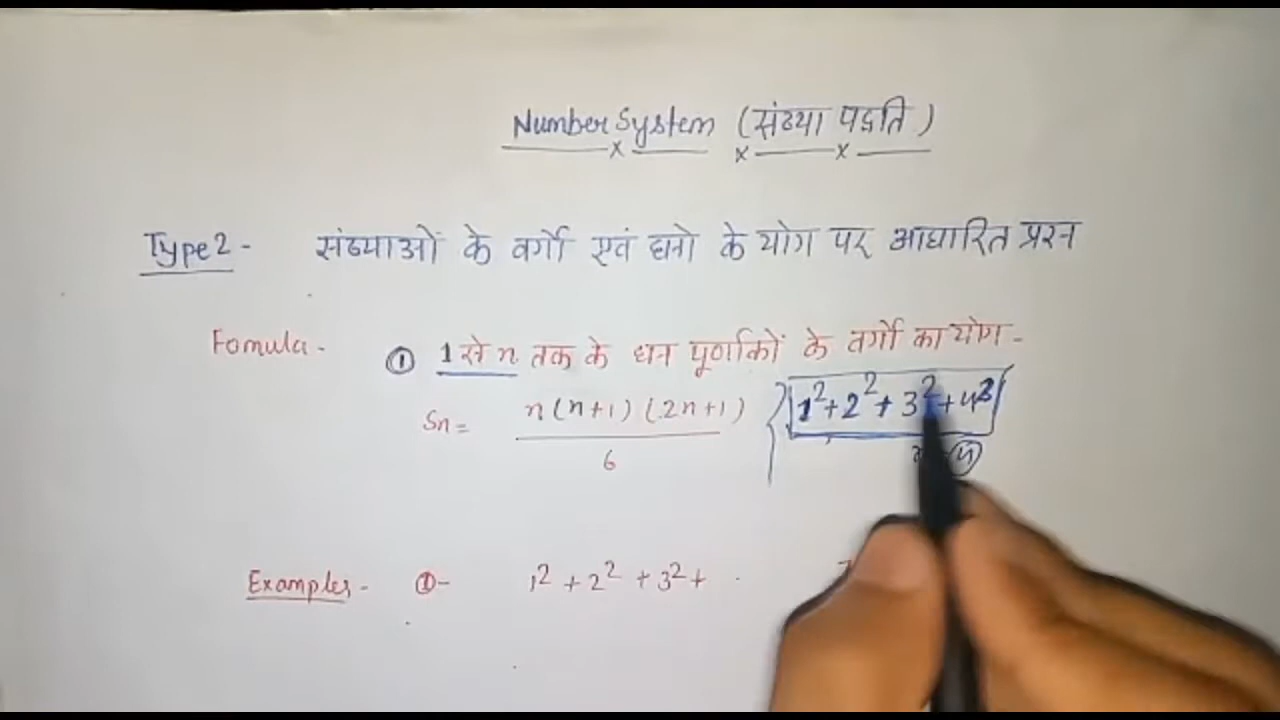 Number System (संख्या पद्धति)
Type 2 - संख्याओं के वर्गो एवं घनो के योग पर आधारित प्रश्न
Fomula - ① 1 से n तक के धन पूर्णाकों के वर्गो का योग -
Sn = n(n+1)(2n+1) / 6 { 1² + 2² + 3² + 4²
4
Examples - ①- 1² + 2² + 3² +